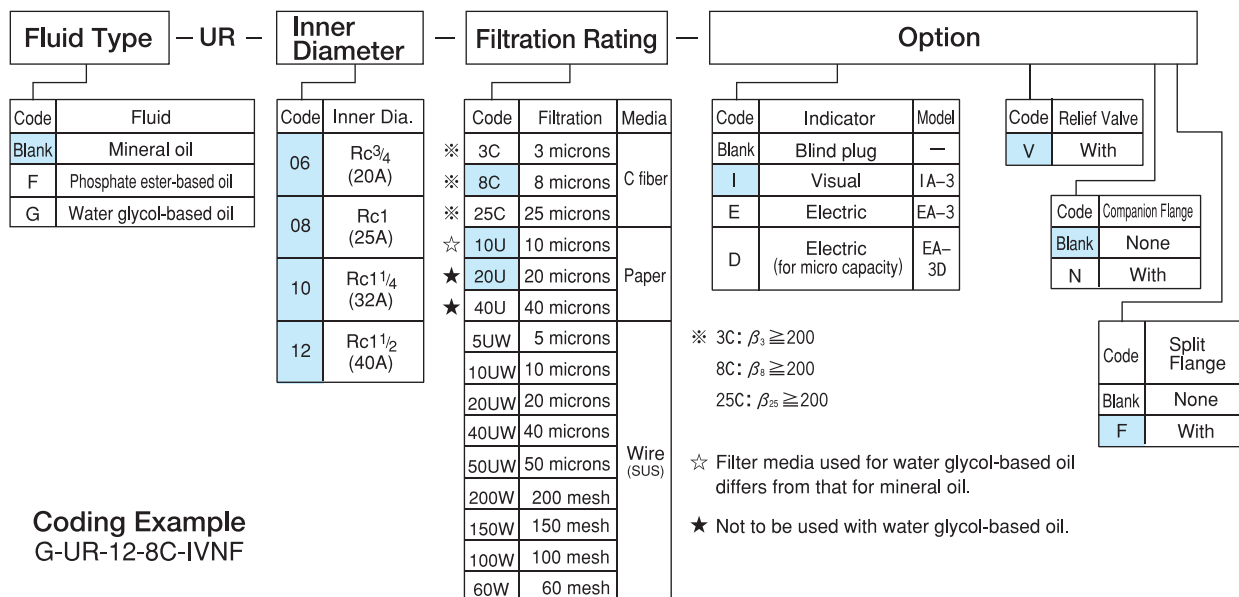 Fluid Type – UR – Inner Diameter – Filtration Rating – Option
Code Fluid
Blank Mineral oil
F Phosphate ester-based oil
G Water glycol-based oil
Code Inner Dia.
06 Rc3/4 (20A)
08 Rc1 (25A)
10 Rc1 1/4 (32A)
12 Rc1 1/2 (40A)
Code Filtration Media
※ 3C 3 microns
※ 8C 8 microns C fiber
※ 25C 25 microns
☆ 10U 10 microns
★ 20U 20 microns Paper
★ 40U 40 microns
5UW 5 microns
10UW 10 microns
20UW 20 microns
40UW 40 microns
50UW 50 microns Wire (SUS)
200W 200 mesh
150W 150 mesh
100W 100 mesh
60W 60 mesh
Code Indicator Model
Blank Blind plug —
I Visual IA–3
E Electric EA–3
D Electric (for micro capacity) EA–3D
Code Relief Valve
V With
Code Companion Flange
Blank None
N With
Code Split Flange
Blank None
F With
※ 3C: β₃≧200
8C: β₈≧200
25C: β₂₅≧200
☆ Filter media used for water glycol-based oil
differs from that for mineral oil.
★ Not to be used with water glycol-based oil.
Coding Example
G-UR-12-8C-IVNF